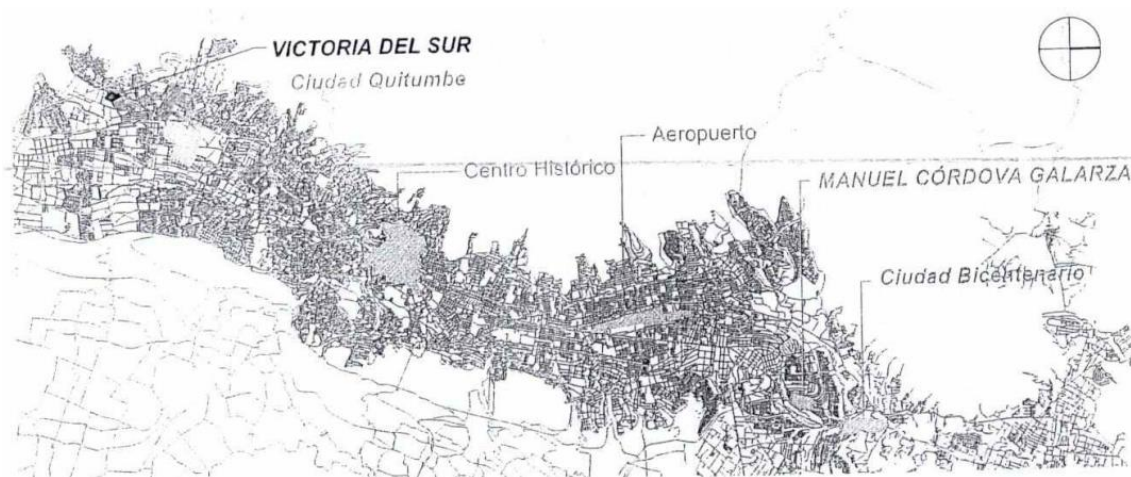 VICTORIA DEL SUR
Ciudad Quitumbe
Aeropuerto
Centro Histórico
MANUEL CÓRDOVA GALARZA
Ciudad Bicentenario